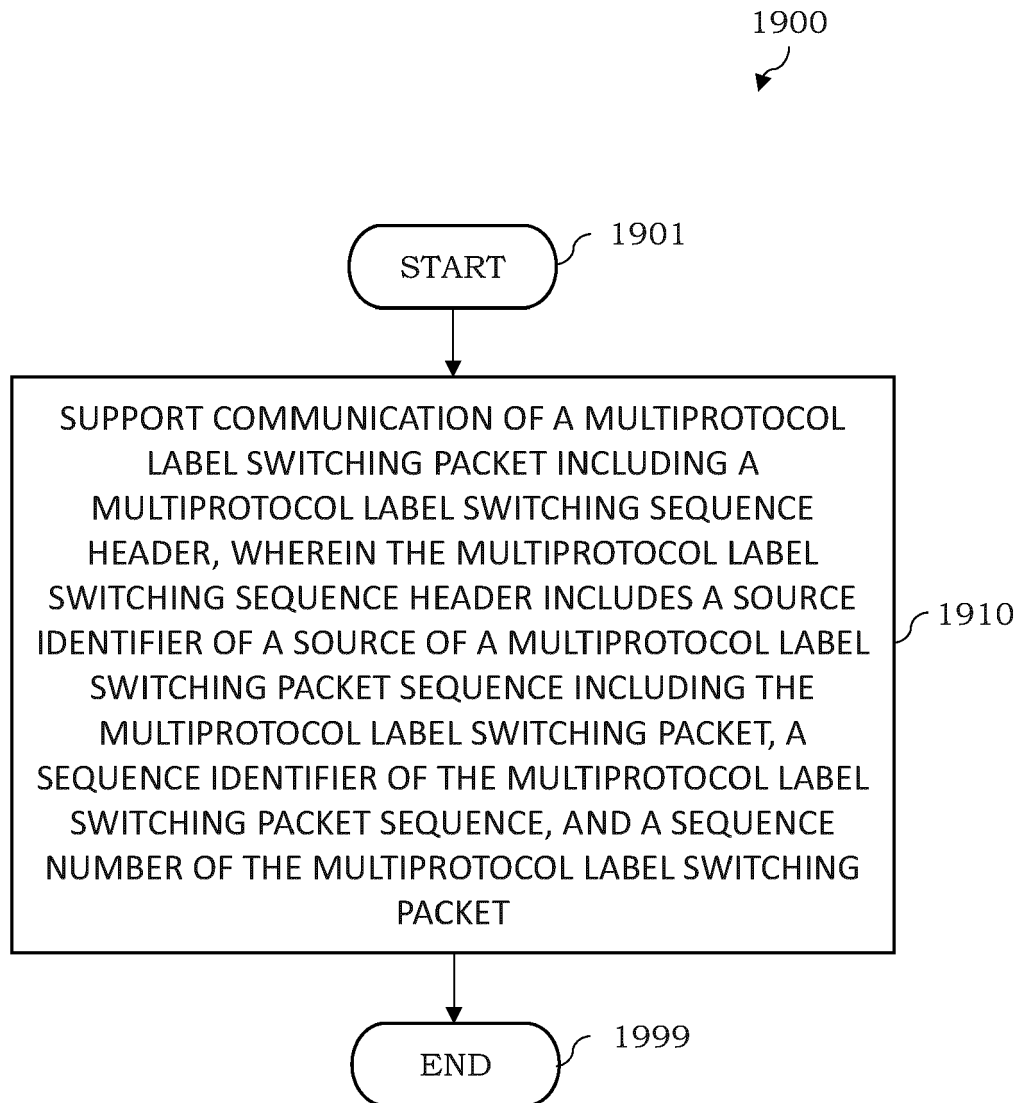 1900
1901
START
SUPPORT COMMUNICATION OF A MULTIPROTOCOL
LABEL SWITCHING PACKET INCLUDING A
MULTIPROTOCOL LABEL SWITCHING SEQUENCE
HEADER, WHEREIN THE MULTIPROTOCOL LABEL
SWITCHING SEQUENCE HEADER INCLUDES A SOURCE
IDENTIFIER OF A SOURCE OF A MULTIPROTOCOL LABEL
SWITCHING PACKET SEQUENCE INCLUDING THE
MULTIPROTOCOL LABEL SWITCHING PACKET, A
SEQUENCE IDENTIFIER OF THE MULTIPROTOCOL LABEL
SWITCHING PACKET SEQUENCE, AND A SEQUENCE
NUMBER OF THE MULTIPROTOCOL LABEL SWITCHING
PACKET
1910
1999
END